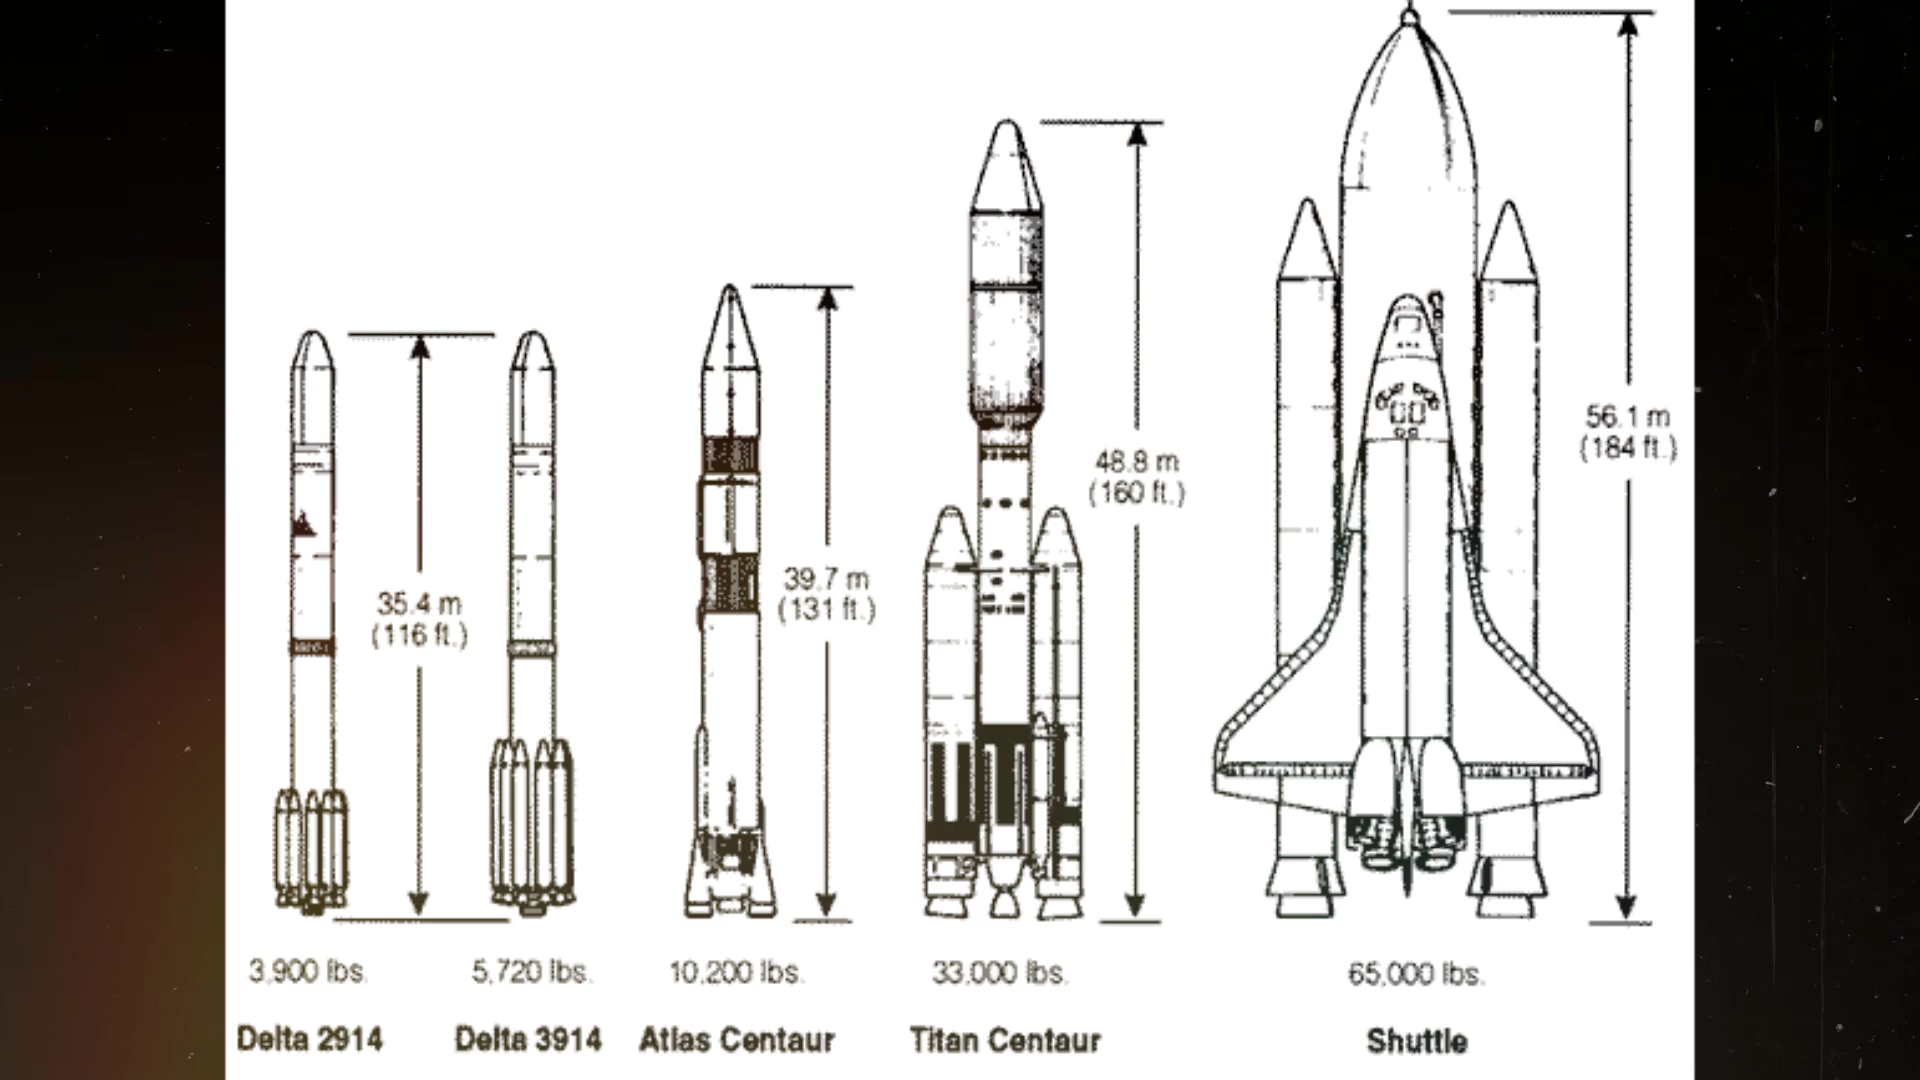 35.4 m
(116 ft.)
39.7 m
(131 ft.)
48.8 m
(160 ft.)
56.1 m
(184 ft.)
3,900 lbs.
5,720 lbs.
10,200 lbs.
33,000 lbs.
65,000 lbs.
Delta 2914
Delta 3914
Atlas Centaur
Titan Centaur
Shuttle